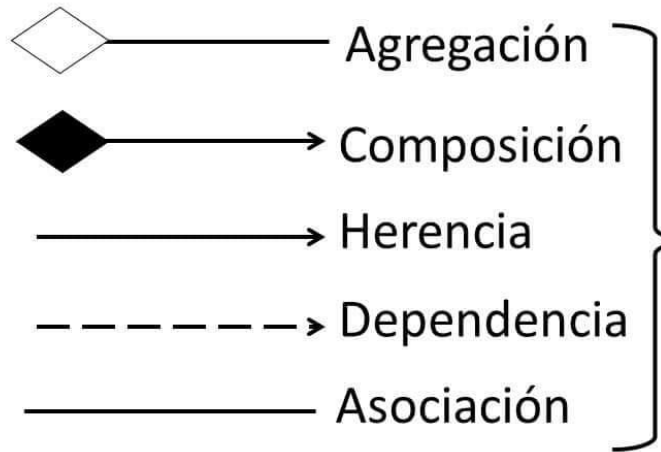 Agregación
Composición
Herencia
Dependencia
Asociación